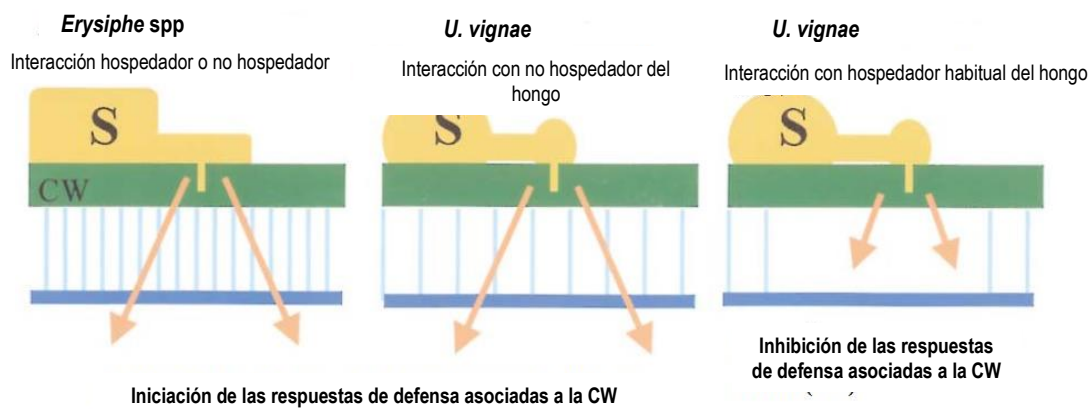 Erysiphe spp
Interacción hospedador o no hospedador
S
CW
U. vignae
Interacción con no hospedador del
hongo
S
U. vignae
Interacción con hospedador habitual del hongo
S
Inhibición de las respuestas
de defensa asociadas a la CW
Iniciación de las respuestas de defensa asociadas a la CW